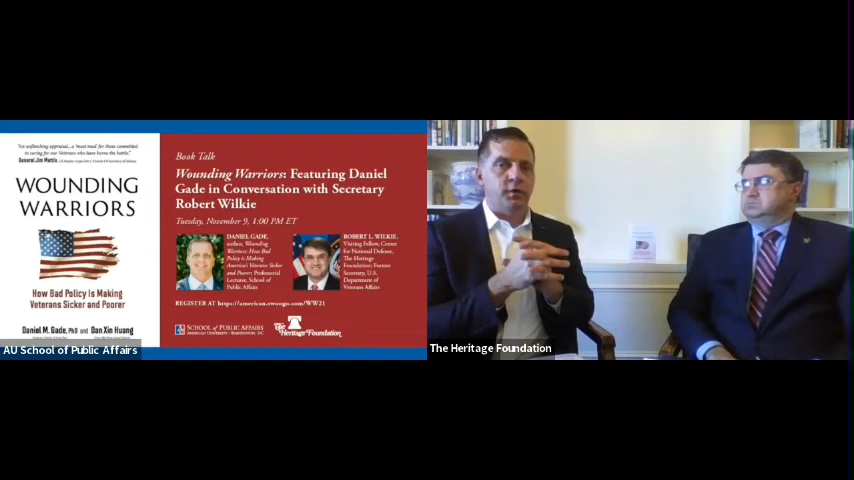 "An unflinching appraisal...a 'must read' for those committed
to caring for our Veterans who have borne the battle."
General Jim Mattis,
WOUNDING
WARRIORS
How Bad Policy Is Making
Veterans Sicker and Poorer
Daniel M. Gade, PhD and Dan Xin Huang
AU School of Public Affairs
Book Talk
Wounding Warriors: Featuring Daniel
Gade in Conversation with Secretary
Robert Wilkie
Tuesday, November 9, 1:00 PM ET
DANIEL GADE,
author, Wounding
Warriors: How Bad
Policy is Making
America's Veterans Sicker
and Poorer; Professorial
Lecturer, School of
Public Affairs
ROBERT L. WILKIE,
Visiting Fellow, Center
for National Defense,
The Heritage
Foundation; Former
Secretary, U.S.
Department of
Veterans Affairs
REGISTER AT https://american.swoogo.com/WW21
SCHOOL OF PUBLIC AFFAIRS
AMERICAN UNIVERSITY • WASHINGTON, DC
The Heritage Foundation
The Heritage Foundation